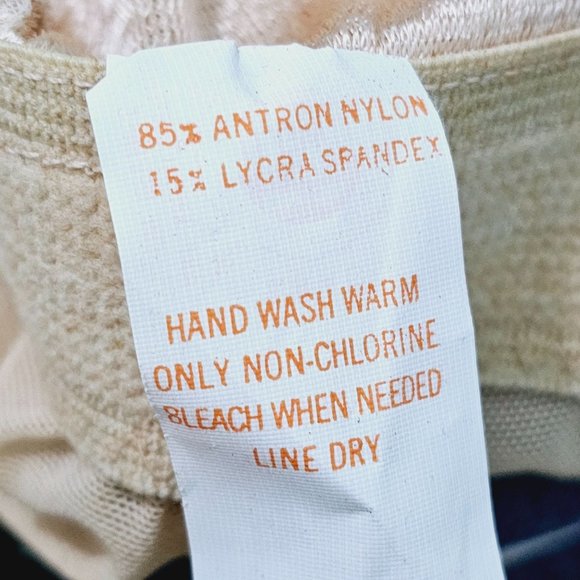 85% ANTRON NYLON
15% LYCRA SPANDEX
HAND WASH WARM
ONLY NON-CHLORINE
BLEACH WHEN NEEDED
LINE DRY